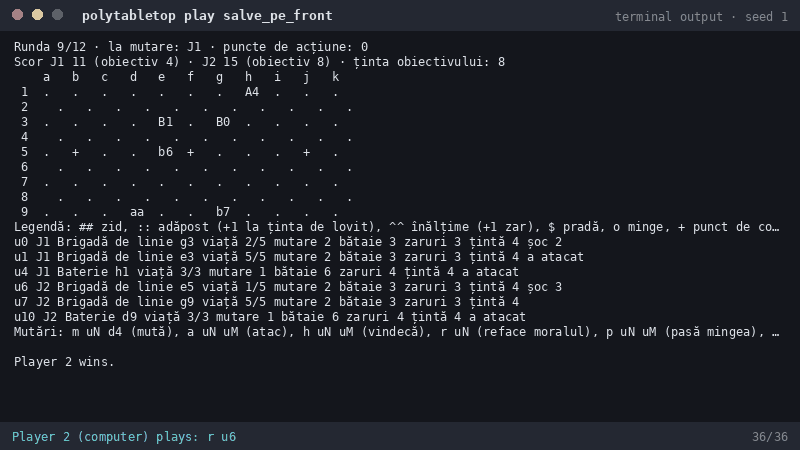 polytabletop play salve_pe_front
terminal output · seed 1
Runda 9/12 · la mutare: J1 · puncte de acțiune: 0
Scor J1 11 (obiectiv 4) · J2 15 (obiectiv 8) · ținta obiectivului: 8
a b c d e f g h i j k
1 . . . . . . . A4 . . .
2 . . . . . . . . . . .
3 . . . . B1 . B0 . . . .
4 . . . . . . . . . . .
5 . + . . b6 + . . . + .
6 . . . . . . . . . . .
7 . . . . . . . . . . .
8 . . . . . . . . . . .
9 . . . aa . . b7 . . . .
Legendă: ## zid, :: adăpost (+1 la ținta de lovit), ^^ înălțime (+1 zar), $ pradă, o minge, + punct de co…
u0 J1 Brigadă de linie g3 viață 2/5 mutare 2 bătaie 3 zaruri 3 țintă 4 șoc 2
u1 J1 Brigadă de linie e3 viață 5/5 mutare 2 bătaie 3 zaruri 3 țintă 4 a atacat
u4 J1 Baterie h1 viață 3/3 mutare 1 bătaie 6 zaruri 4 țintă 4 a atacat
u6 J2 Brigadă de linie e5 viață 1/5 mutare 2 bătaie 3 zaruri 3 țintă 4 șoc 3
u7 J2 Brigadă de linie g9 viață 5/5 mutare 2 bătaie 3 zaruri 3 țintă 4
u10 J2 Baterie d9 viață 3/3 mutare 1 bătaie 6 zaruri 4 țintă 4 a atacat
Mutări: m uN d4 (mută), a uN uM (atac), h uN uM (vindecă), r uN (reface moralul), p uN uM (pasă mingea), …
Player 2 wins.
Player 2 (computer) plays: r u6
36/36